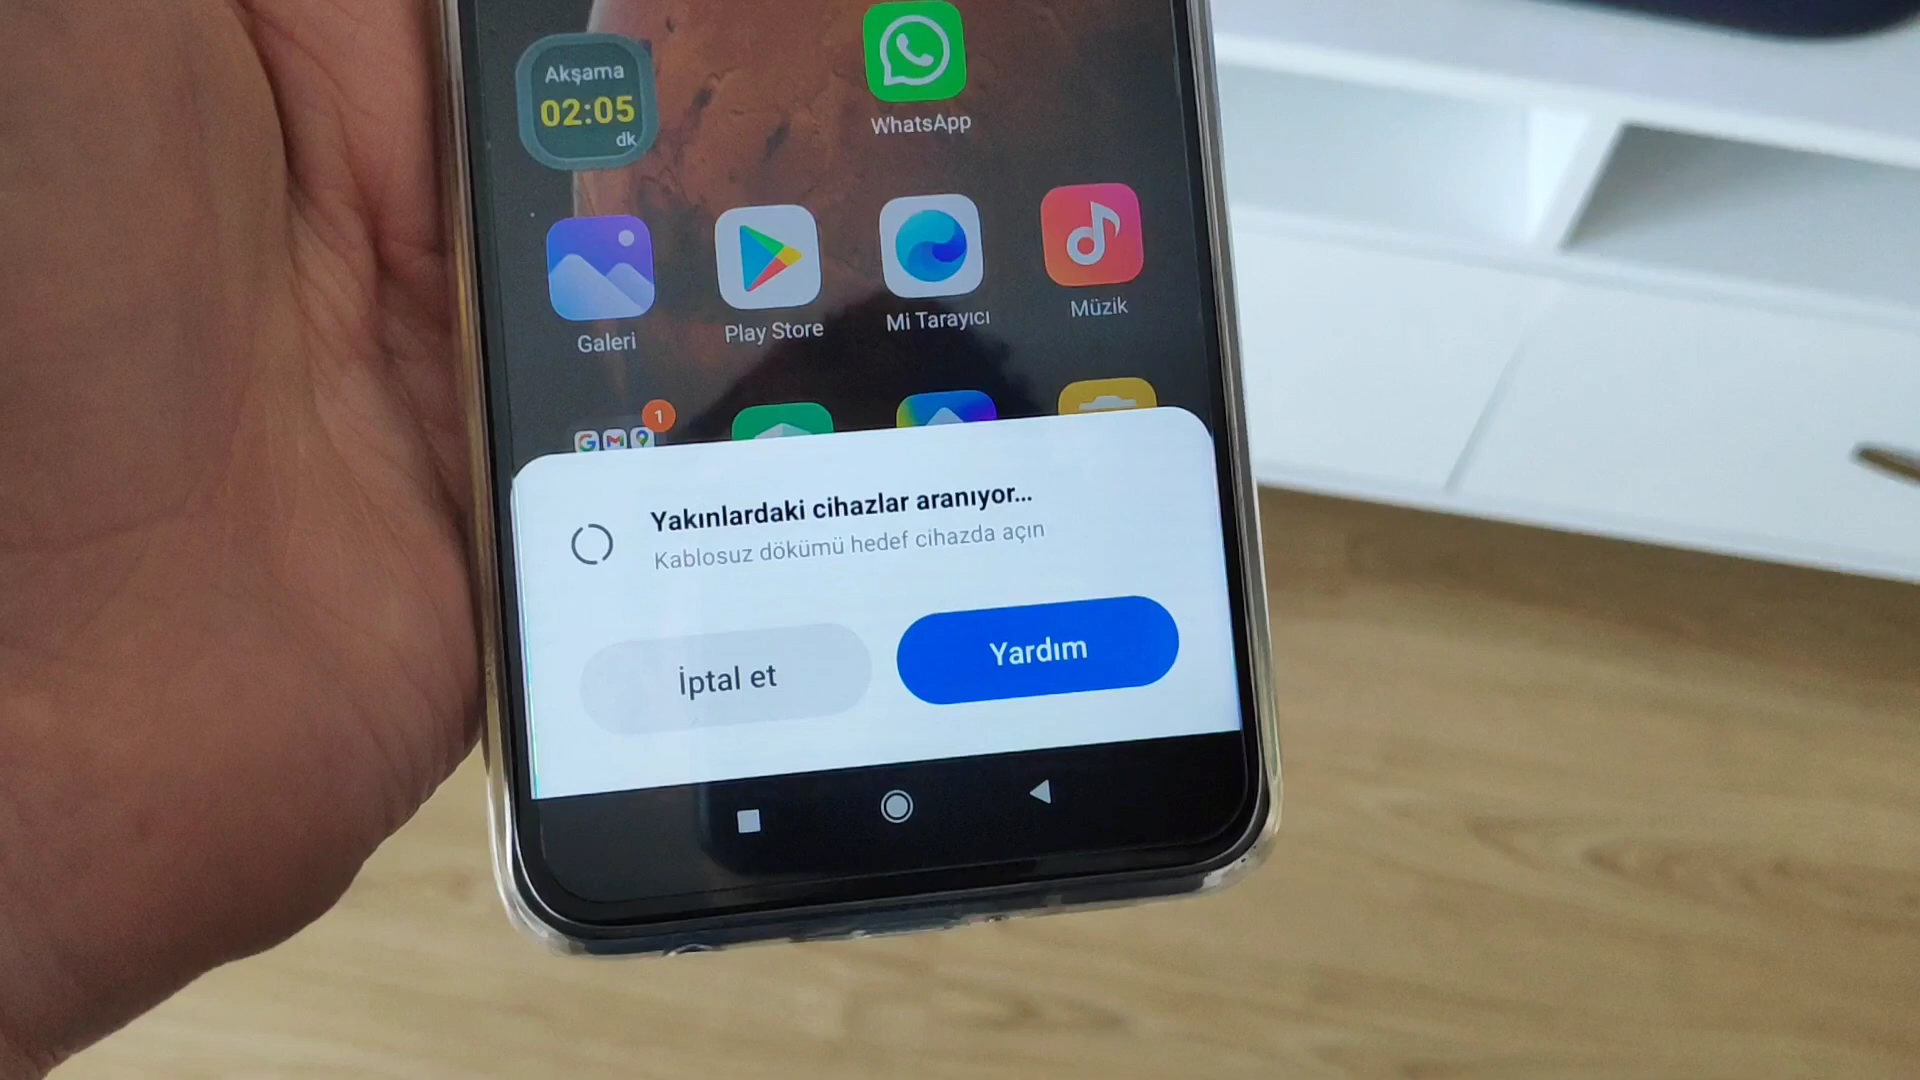 Akşama
02:05
dk
WhatsApp
Galeri
Play Store
Mi Tarayıcı
Müzik
1
Yakınlardaki cihazlar aranıyor...
Kablosuz dökümü hedef cihazda açın
İptal et
Yardım